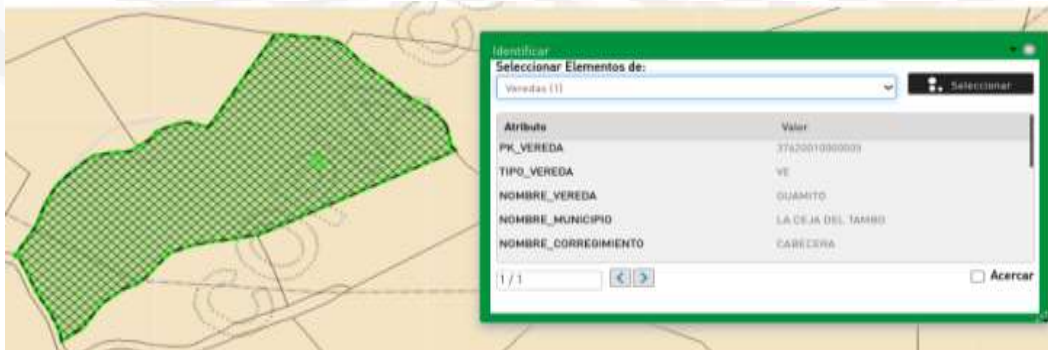 Identificar
Seleccionar Elementos de:
Veredas (1)
Seleccionar
Atributo Valor
PK_VEREDA
TIPO_VEREDA VE
NOMBRE_VEREDA GUAMITO
NOMBRE_MUNICIPIO LA CEJA DEL TAMBO
NOMBRE_CORREGIMIENTO CABECERA
1 / 1 < >
Acercar